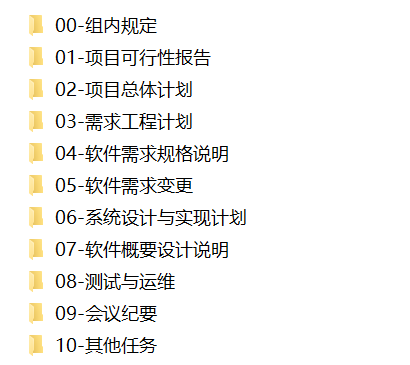 00-组内规定
01-项目可行性报告
02-项目总体计划
03-需求工程计划
04-软件需求规格说明
05-软件需求变更
06-系统设计与实现计划
07-软件概要设计说明
08-测试与运维
09-会议纪要
10-其他任务